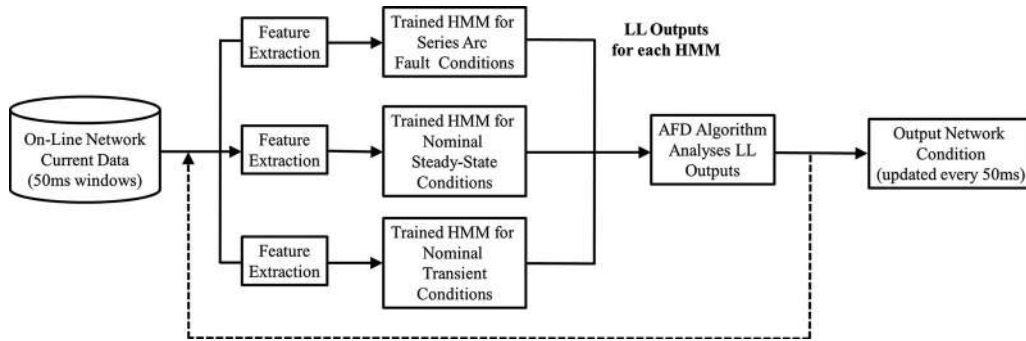 On-Line Network
Current Data
(50ms windows)
Feature
Extraction
Trained HMM for
Series Arc
Fault Conditions
Feature
Extraction
Trained HMM for
Nominal
Steady-State
Conditions
Feature
Extraction
Trained HMM for
Nominal
Transient
Conditions
LL Outputs
for each HMM
AFD Algorithm
Analyses LL
Outputs
Output Network
Condition
(updated every 50ms)